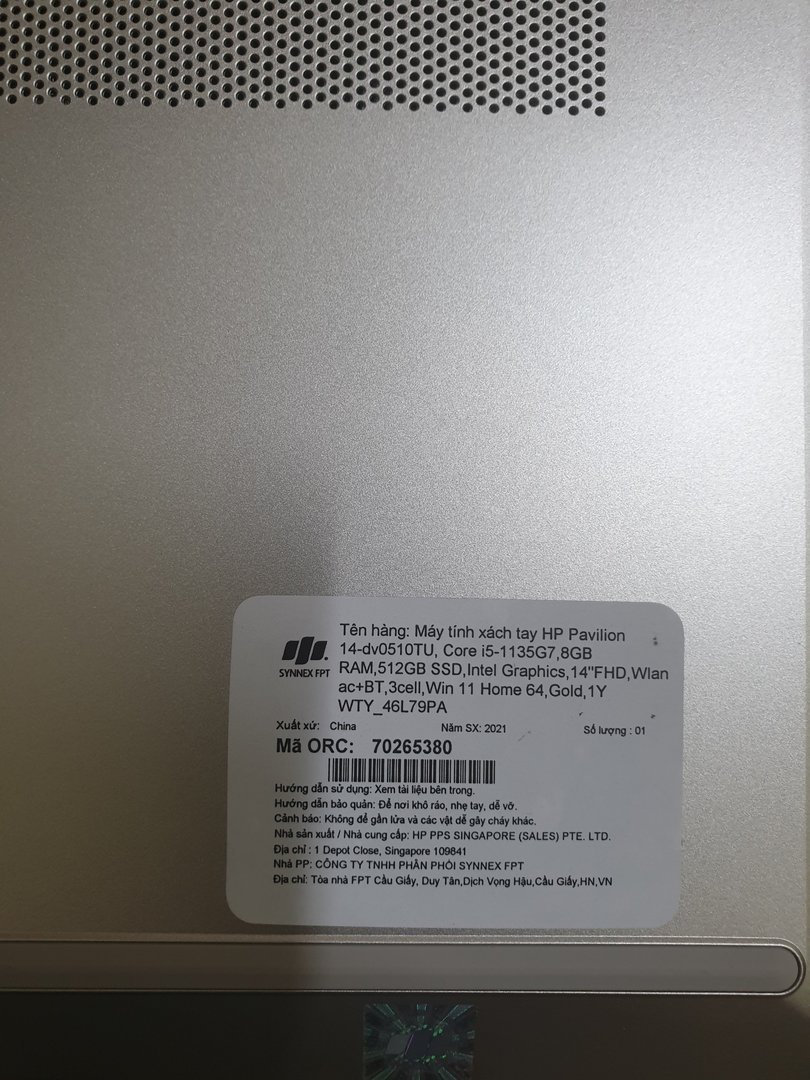 SYNNEX FPT
Tên hàng: Máy tính xách tay HP Pavilion
14-dv0510TU, Core i5-1135G7,8GB
RAM,512GB SSD,Intel Graphics,14"FHD,Wlan
ac+BT,3cell,Win 11 Home 64,Gold,1Y
WTY_46L79PA
Xuất xứ: China Năm SX: 2021 Số lượng : 01
Mã ORC: 70265380
Hướng dẫn sử dụng: Xem tài liệu bên trong.
Hướng dẫn bảo quản: Để nơi khô ráo, nhẹ tay, dễ vỡ.
Cảnh báo: Không để gần lửa và các vật dễ gây cháy khác.
Nhà sản xuất / Nhà cung cấp: HP PPS SINGAPORE (SALES) PTE. LTD.
Địa chỉ : 1 Depot Close, Singapore 109841
Nhà PP: CÔNG TY TNHH PHÂN PHỐI SYNNEX FPT
Địa chỉ: Tòa nhà FPT Cầu Giấy, Duy Tân,Dịch Vọng Hậu,Cầu Giấy,HN,VN